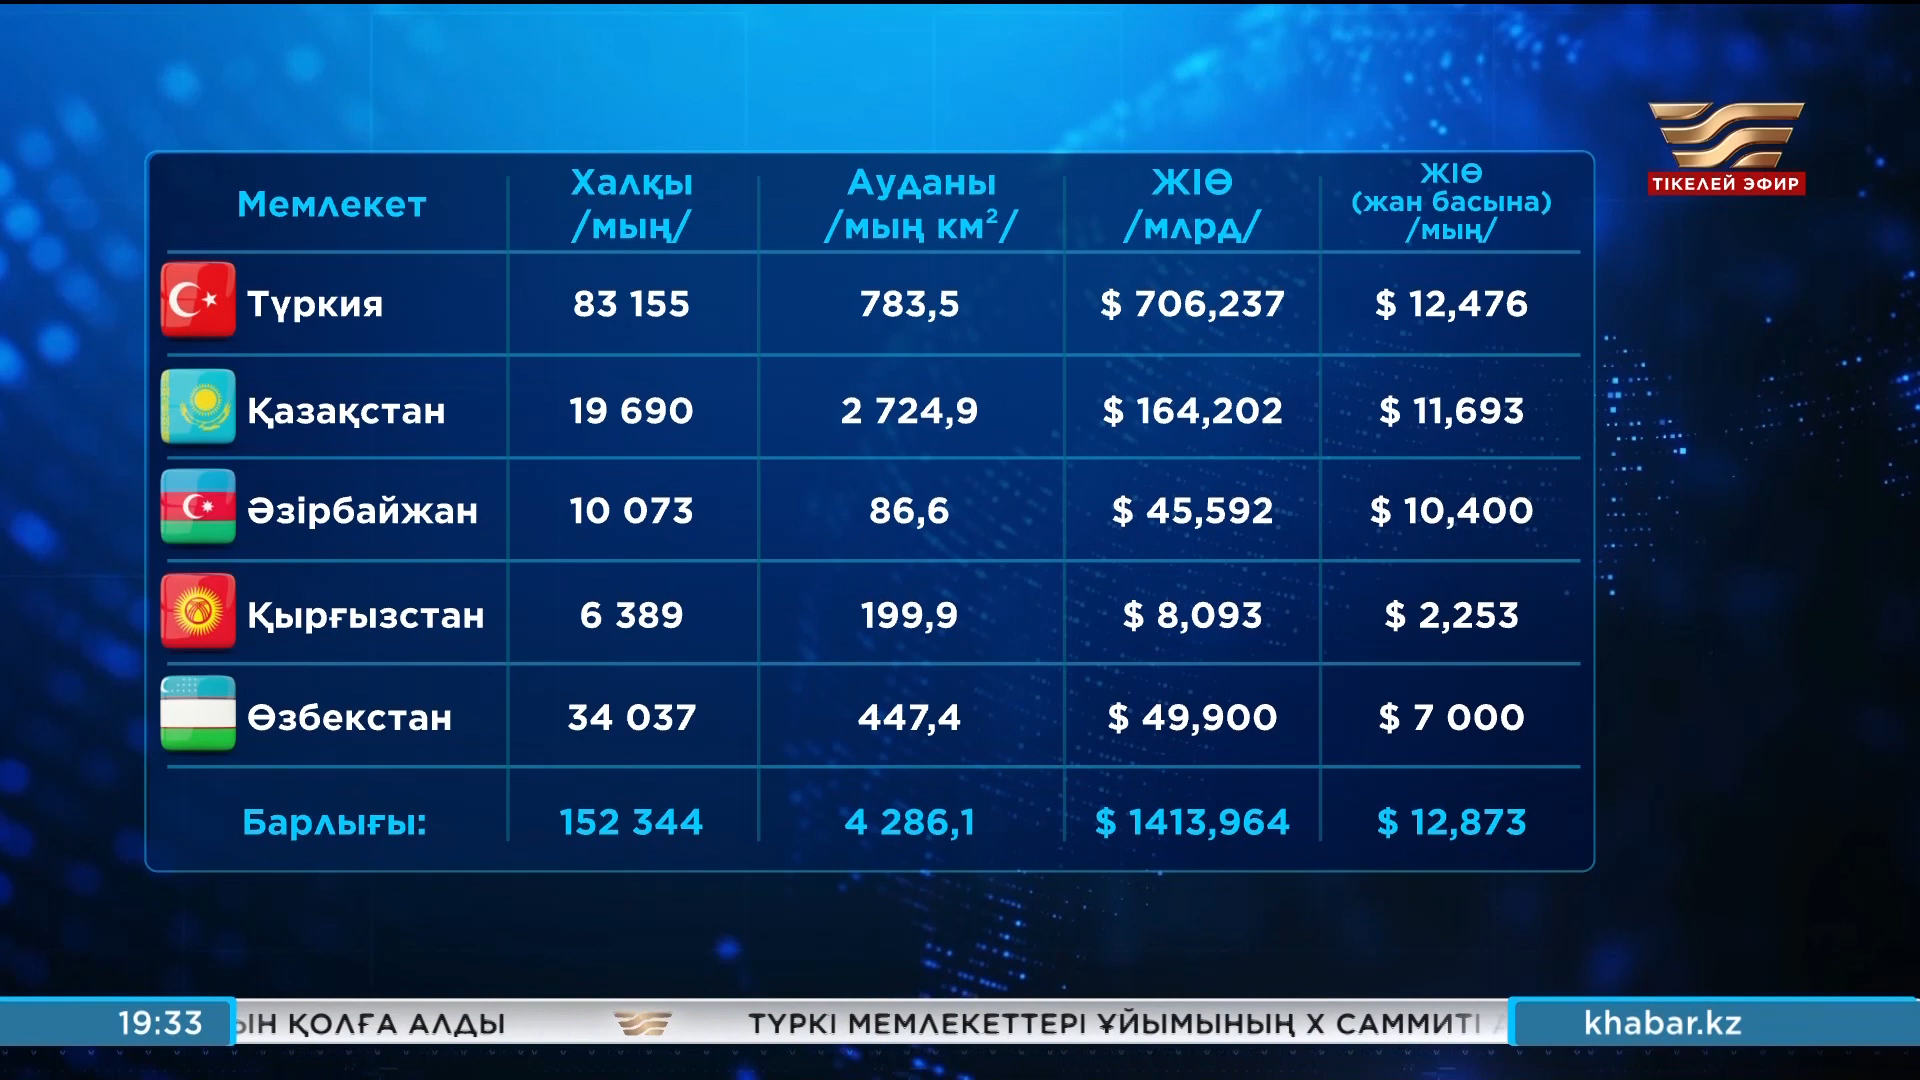 ТІКЕЛЕЙ ЭФИР
Мемлекет
Халқы
/мың/
Ауданы
/мың км²/
ЖІӨ
/млрд/
ЖІӨ
(жан басына)
/мың/
Түркия 83 155 783,5 $ 706,237 $ 12,476
Қазақстан 19 690 2 724,9 $ 164,202 $ 11,693
Әзірбайжан 10 073 86,6 $ 45,592 $ 10,400
Қырғызстан 6 389 199,9 $ 8,093 $ 2,253
Өзбекстан 34 037 447,4 $ 49,900 $ 7 000
Барлығы: 152 344 4 286,1 $ 1413,964 $ 12,873
19:33 ЫН ҚОЛҒА АЛДЫ ТҮРКІ МЕМЛЕКЕТТЕРІ ҰЙЫМЫНЫҢ X САММИТІ khabar.kz